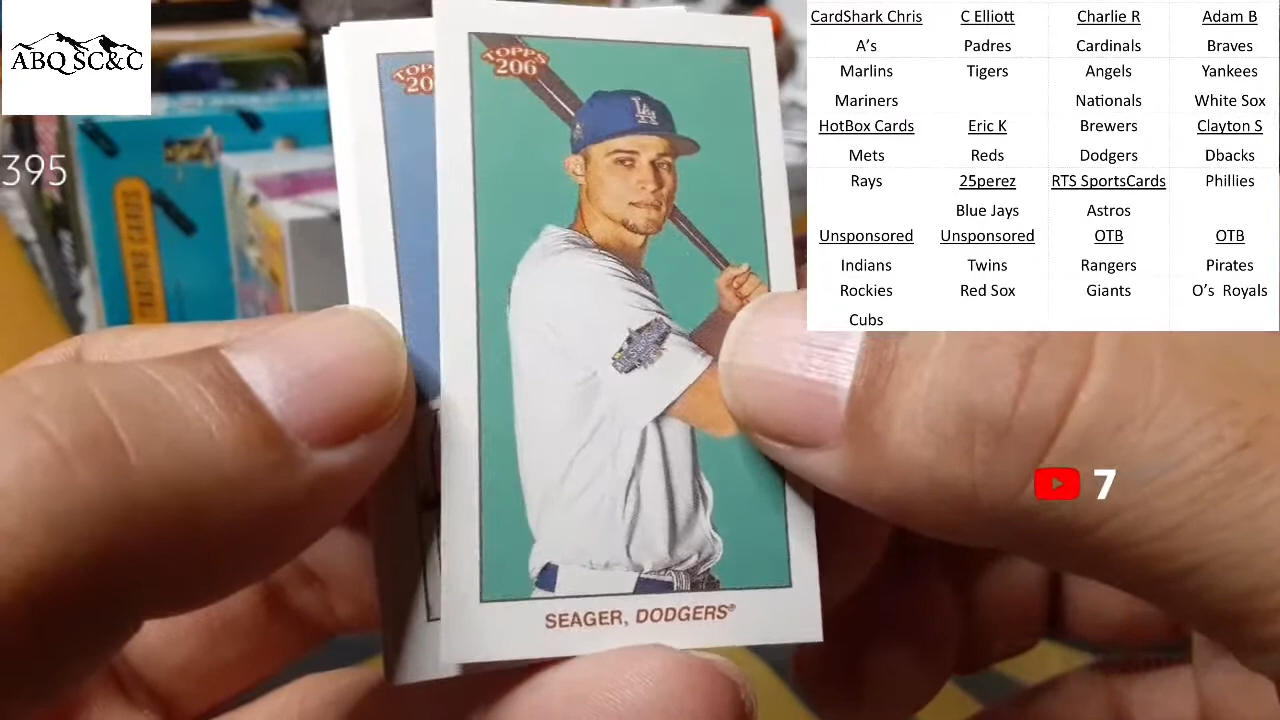 ABQ SC&C
395
TOPPS
206
TOPPS
20
SEAGER, DODGERS®
CardShark Chris C Elliott Charlie R Adam B
A's Padres Cardinals Braves
Marlins Tigers Angels Yankees
Mariners Nationals White Sox
HotBox Cards Eric K Brewers Clayton S
Mets Reds Dodgers Dbacks
Rays 25perez RTS SportsCards Phillies
Blue Jays Astros
Unsponsored Unsponsored OTB OTB
Indians Twins Rangers Pirates
Rockies Red Sox Giants O's Royals
Cubs
7